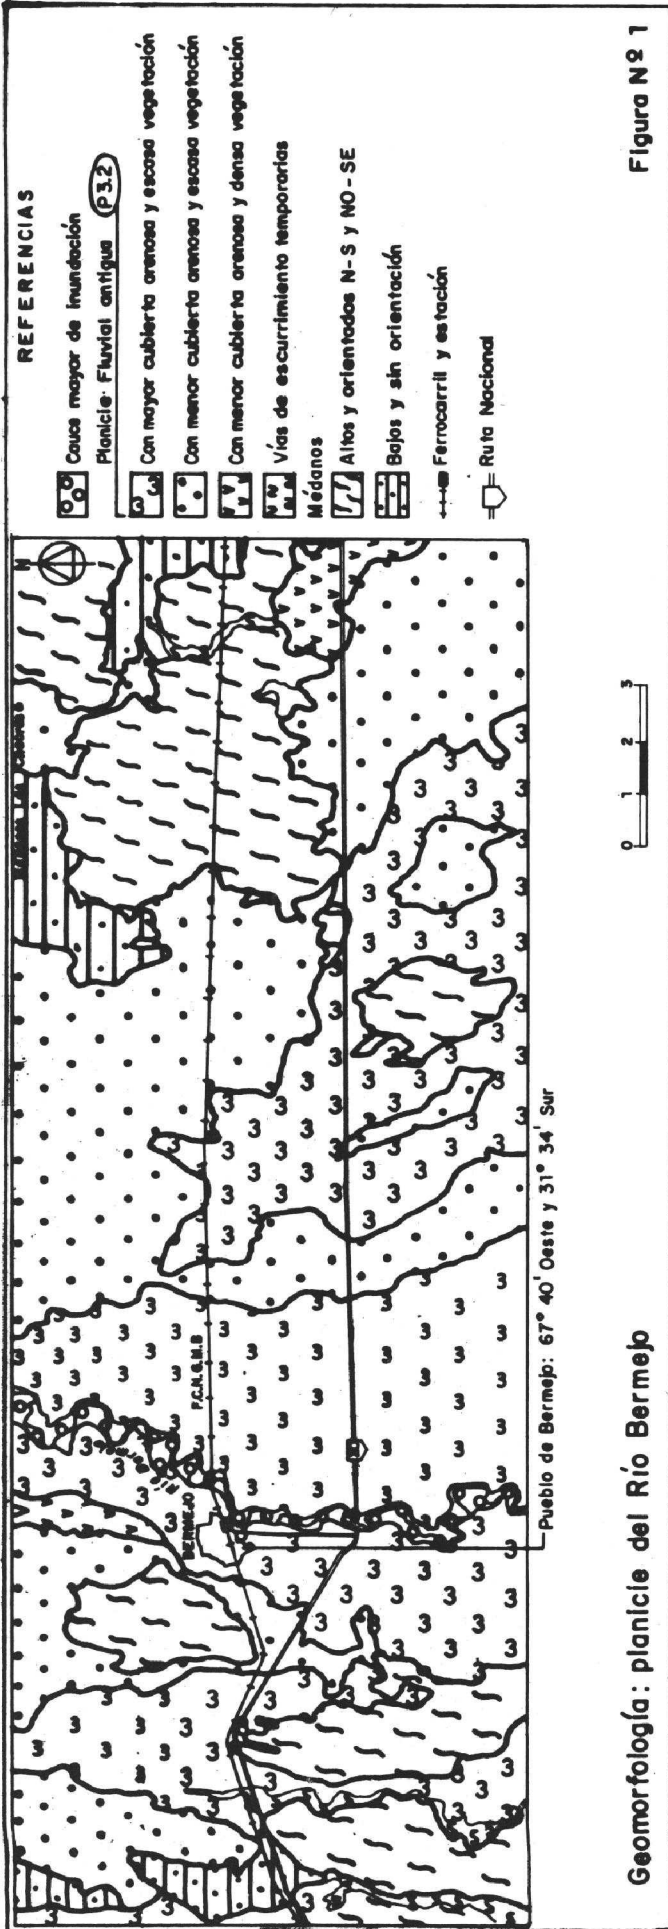 REFERENCIAS
Cauce mayor de inundación
Planicie Fluvial antigua P3.2
Con mayor cubierta arenosa y escasa vegetación
Con menor cubierta arenosa y escasa vegetación
Con menor cubierta arenosa y densa vegetación
Vías de escurrimiento temporarias
Médanos
Altos y orientados N-S y NO-SE
Bajos y sin orientación
Ferrocarril y estación
Ruta Nacional
N
F.C.N.G.M.B
BERMEJO
Pueblo de Bermejo: 67° 40' Oeste y 31° 34' Sur
0 1 2 3
Geomorfología: planicie del Río Bermejo
Figura Nº 1